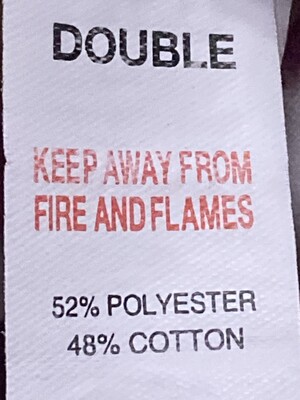 DOUBLE
KEEP AWAY FROM
FIRE AND FLAMES
52% POLYESTER
48% COTTON